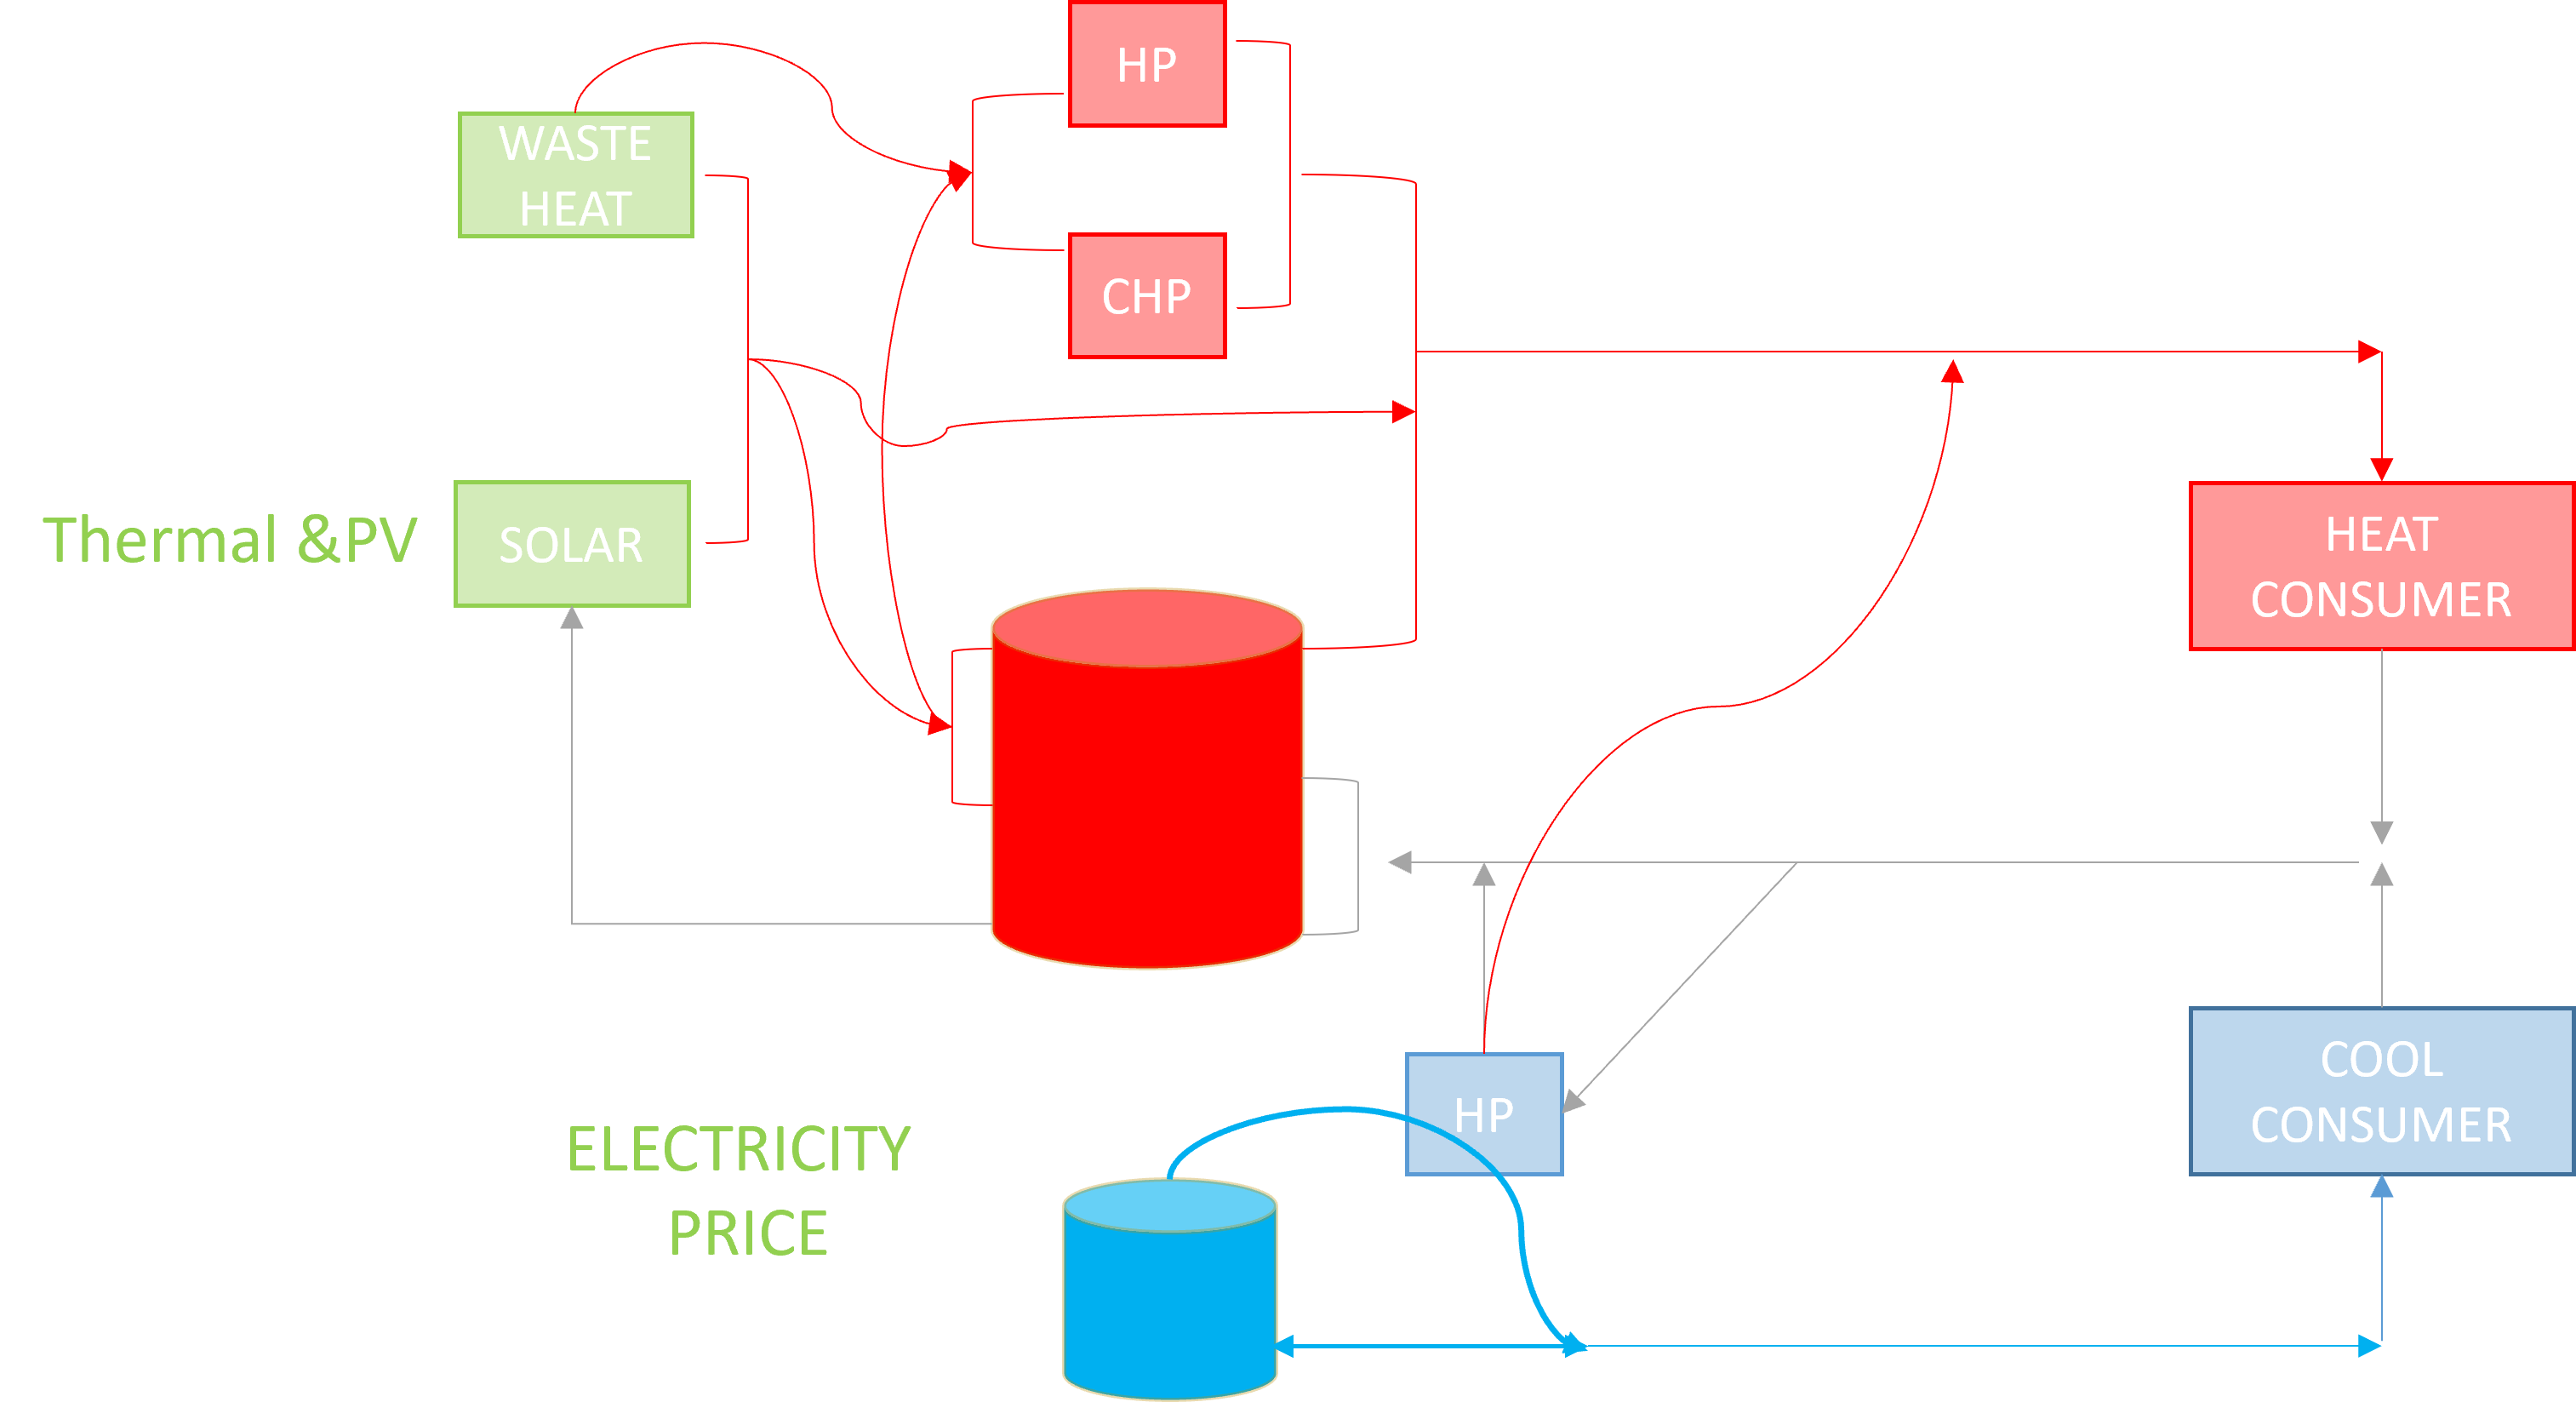 HP
WASTE
HEAT
CHP
Thermal &PV
SOLAR
HEAT
CONSUMER
COOL
CONSUMER
HP
ELECTRICITY
PRICE